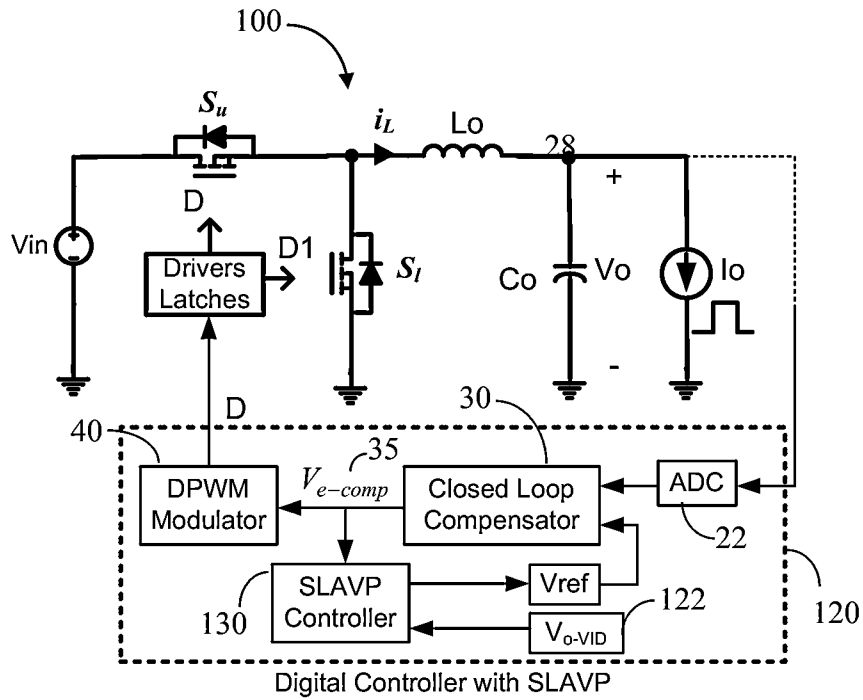 100
Su
iL
Lo
28
D
+
Vin
+
-
Drivers
Latches
D1
Sl
Co
Vo
Io
-
D
40
30
35
Ve-comp
DPWM
Modulator
Closed Loop
Compensator
ADC
22
SLAVP
Controller
130
Vref
122
Vo-VID
120
Digital Controller with SLAVP